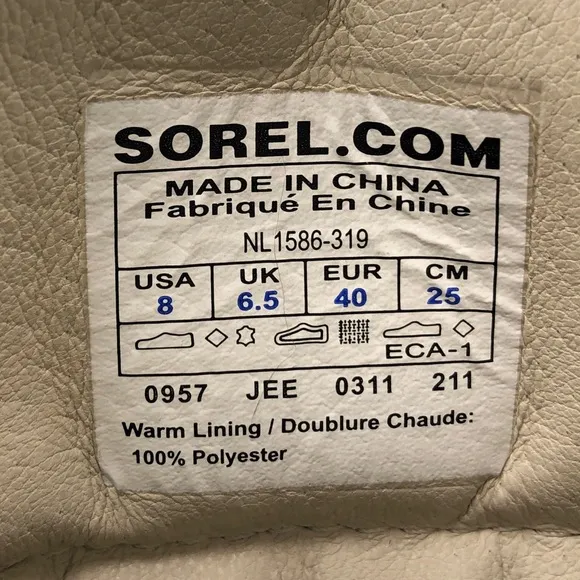 SOREL.COM
MADE IN CHINA
Fabriqué En Chine
NL1586-319
USA UK EUR CM
8 6.5 40 25
ECA-1
0957 JEE 0311 211
Warm Lining / Doublure Chaude:
100% Polyester